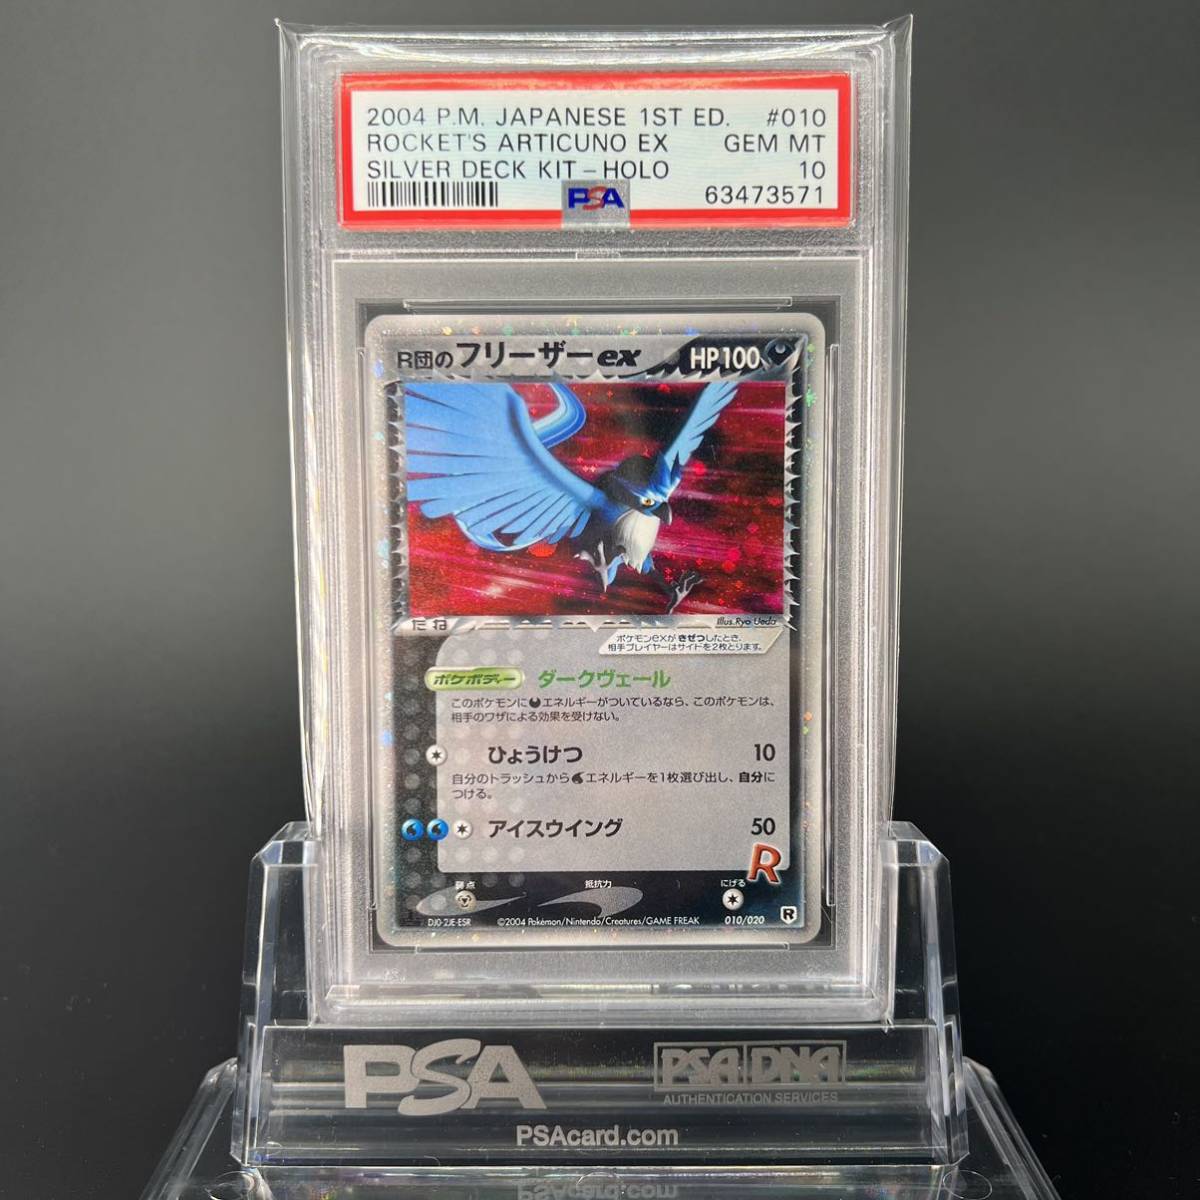 2004 P.M. JAPANESE 1ST ED. #010
ROCKET'S ARTICUNO EX GEM MT
SILVER DECK KIT-HOLO 10
PSA 63473571
R団のフリーザーex HP100
たね
Illus.Ryo Ueda
ポケモンexがきぜつしたとき、
相手プレイヤーはサイドを2枚とります。
ポケボディー ダークヴェール
このポケモンにエネルギーがついているなら、このポケモンは、
相手のワザによる効果を受けない。
ひょうけつ 10
自分のトラッシュからエネルギーを1枚選び出し、自分に
つける。
アイスウイング 50
R
弱点 抵抗力 にげる
DJ0-2JE-ESR ©2004 Pokémon/Nintendo/Creatures/GAME FREAK 010/020 R
PSA PSA/DNA
AUTHENTICATION SERVICES
PSAcard.com
PSAcard.com